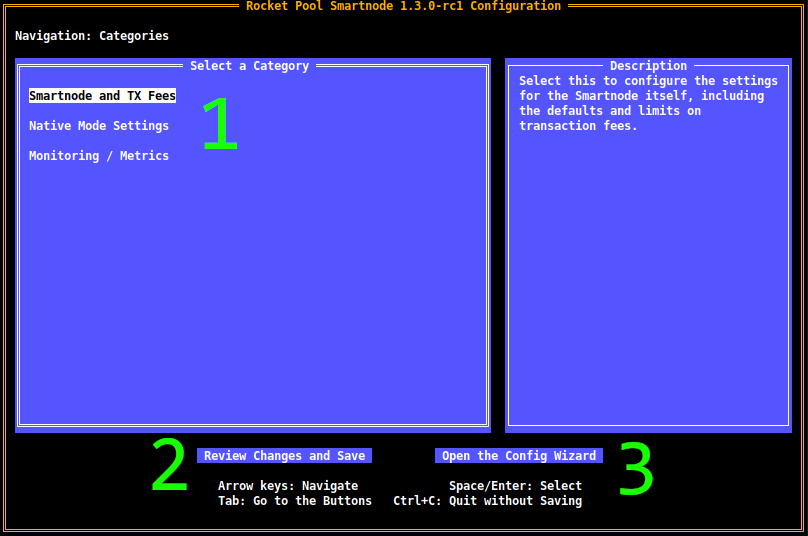 Rocket Pool Smartnode 1.3.0-rc1 Configuration
Navigation: Categories
Select a Category
Smartnode and TX Fees
Native Mode Settings
Monitoring / Metrics
1
Description
Select this to configure the settings
for the Smartnode itself, including
the defaults and limits on
transaction fees.
2
Review Changes and Save
Open the Config Wizard
3
Arrow keys: Navigate
Space/Enter: Select
Tab: Go to the Buttons
Ctrl+C: Quit without Saving